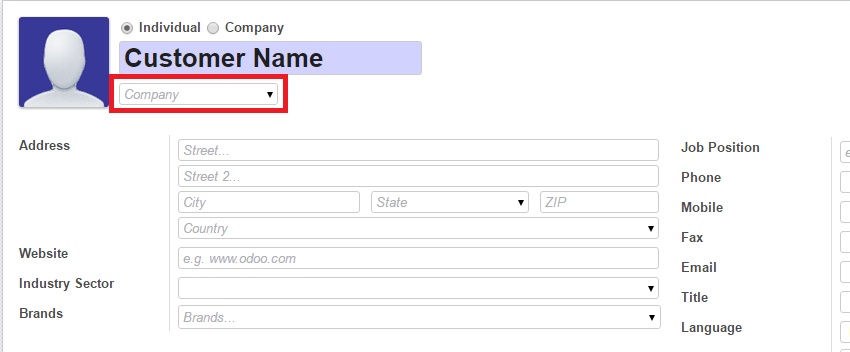 Individual Company
Customer Name
Company
Address
Street...
Street 2...
City State ZIP
Country
Website e.g. www.odoo.com
Industry Sector
Brands Brands...
Job Position e
Phone
Mobile
Fax
Email
Title
Language